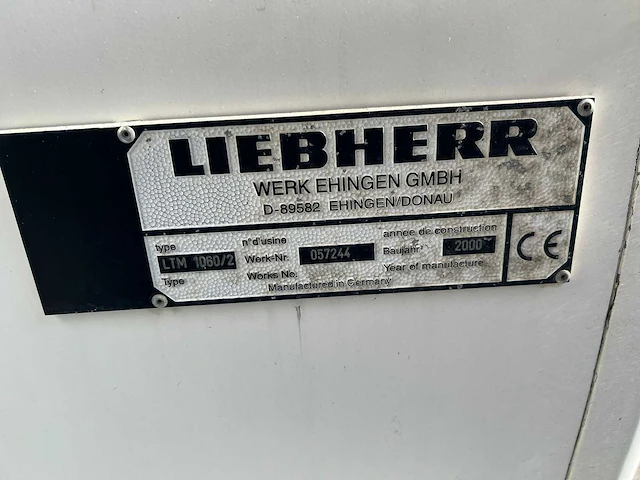 LIEBHERR
WERK EHINGEN GMBH
D-89582 EHINGEN/DONAU
type
LTM 1060/2
Type
n° d'usine
Werk-Nr.
Works No.
057244
année de construction
Baujahr
Year of manufacture
2000
Manufactured in Germany
CE